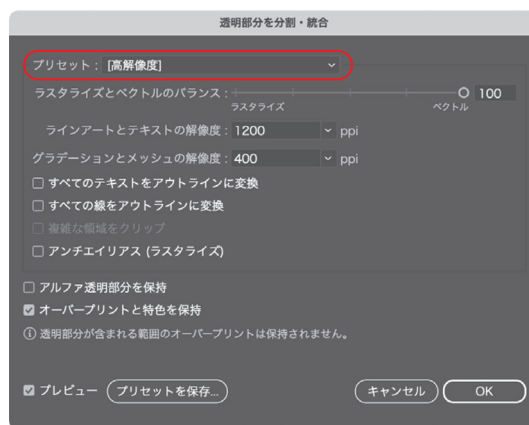 透明部分を分割・統合
プリセット： [高解像度]
ラスタライズとベクトルのバランス： 100
ラスタライズ ベクトル
ラインアートとテキストの解像度： 1200 ppi
グラデーションとメッシュの解像度： 400 ppi
すべてのテキストをアウトラインに変換
すべての線をアウトラインに変換
複雑な領域をクリップ
アンチエイリアス (ラスタライズ)
アルファ透明部分を保持
オーバープリントと特色を保持
透明部分が含まれる範囲のオーバープリントは保持されません。
プレビュー プリセットを保存... キャンセル OK